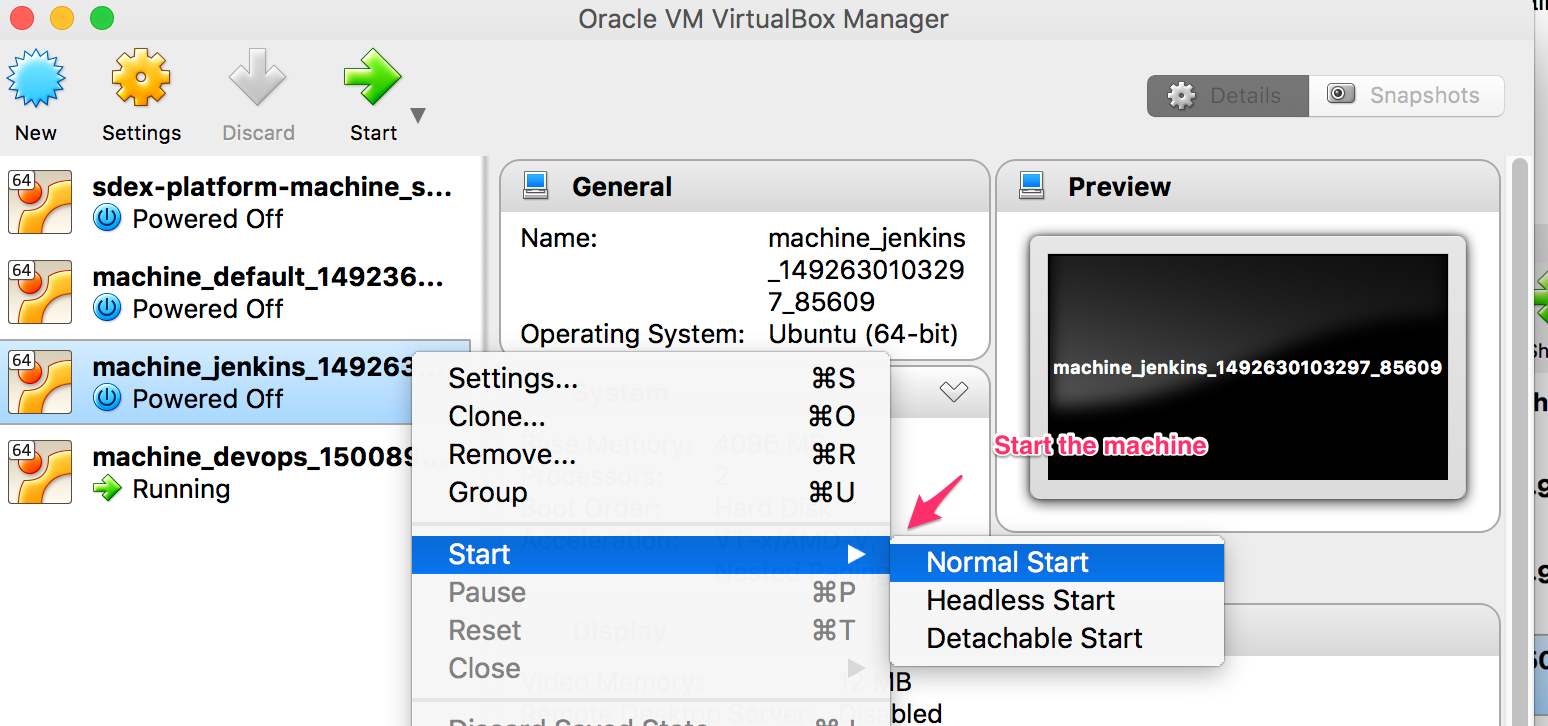 Oracle VM VirtualBox Manager
New
Settings
Discard
Start
Details
Snapshots
64
sdex-platform-machine_s...
Powered Off
64
machine_default_149236...
Powered Off
64
machine_jenkins_149263
Powered Off
64
machine_devops_150089
Running
General
Name:
machine_jenkins
_149263010329
7_85609
Operating System:
Ubuntu (64-bit)
Preview
machine_jenkins_1492630103297_85609
Start the machine
System
Base Memory:
4096 M
Processors:
Boot Order:
Hard Disk
Acceleration:
VT-x/AMD-V,
Nested Paging
Settings... ⌘S
Clone... ⌘O
Remove... ⌘R
Group ⌘U
Start ▶
Pause ⌘P
Reset ⌘T
Close ▶
Normal Start
Headless Start
Detachable Start
Display
Video Memory:
12 MB
Remote Desktop Server:
Disabled
Discard Saved State... ⌘J